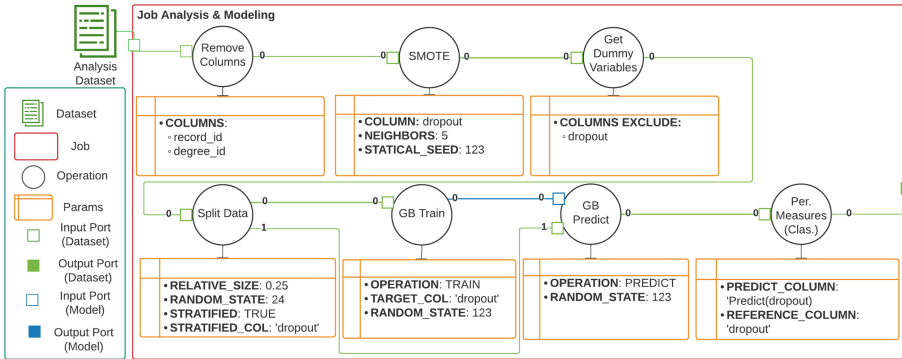 Job Analysis & Modeling
Analysis
Dataset
Remove
Columns
0
0
SMOTE
0
0
Get
Dummy
Variables
0
• COLUMNS:
◦ record_id
◦ degree_id
• COLUMN: dropout
• NEIGHBORS: 5
• STATICAL_SEED: 123
• COLUMNS EXCLUDE:
◦ dropout
Dataset
Job
Operation
Params
Input Port
(Dataset)
Output Port
(Dataset)
Input Port
(Model)
Output Port
(Model)
0
Split Data
0
1
0
GB Train
0
0
1
GB
Predict
0
0
Per.
Measures
(Clas.)
0
• RELATIVE_SIZE: 0.25
• RANDOM_STATE: 24
• STRATIFIED: TRUE
• STRATIFIED_COL: 'dropout'
• OPERATION: TRAIN
• TARGET_COL: 'dropout'
• RANDOM_STATE: 123
• OPERATION: PREDICT
• RANDOM_STATE: 123
• PREDICT_COLUMN:
'Predict(dropout)
• REFERENCE_COLUMN:
'dropout'